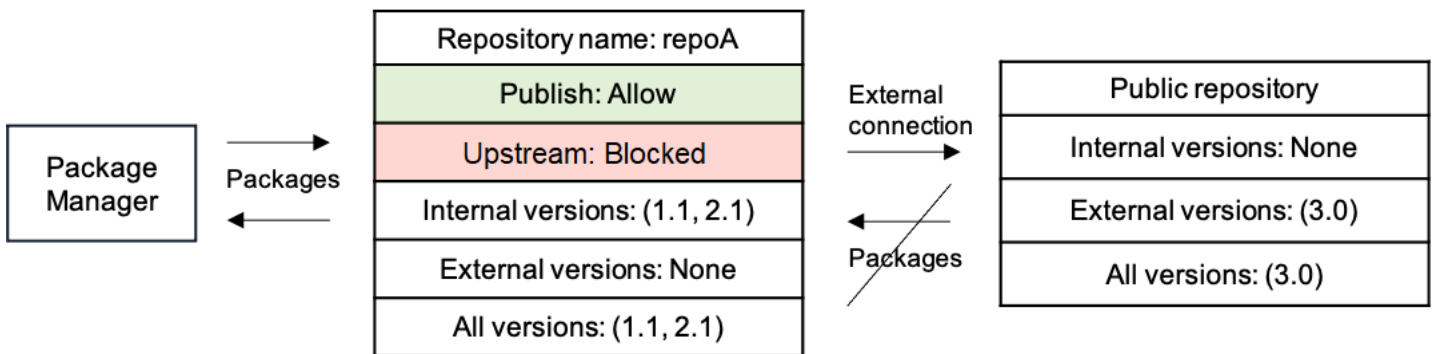 Package
Manager
Packages
Repository name: repoA
Publish: Allow
Upstream: Blocked
Internal versions: (1.1, 2.1)
External versions: None
All versions: (1.1, 2.1)
External
connection
Packages
Public repository
Internal versions: None
External versions: (3.0)
All versions: (3.0)